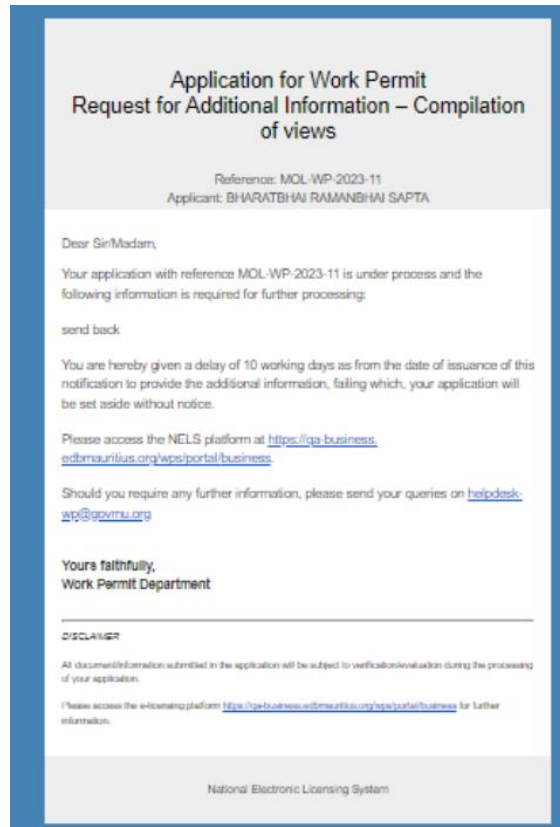 Application for Work Permit
Request for Additional Information – Compilation
of views
Reference: MOL-WP-2023-11
Applicant: BHARATBHAI RAMANBHAI SAPTA
Dear Sir/Madam,
Your application with reference MOL-WP-2023-11 is under process and the
following information is required for further processing:
send back
You are hereby given a delay of 10 working days as from the date of issuance of this
notification to provide the additional information, failing which, your application will
be set aside without notice.
Please access the NELS platform at https://qa-business.
edbmauritius.org/wps/portal/business.
Should you require any further information, please send your queries on helpdesk-
wp@govmu.org
Yours faithfully,
Work Permit Department
DISCLAIMER
All document/information submitted in the application will be subject to verification/evaluation during the processing
of your application.
Please access the e-licensing platform https://qa-business.edbmauritius.org/wps/portal/business for further
information.
National Electronic Licensing System